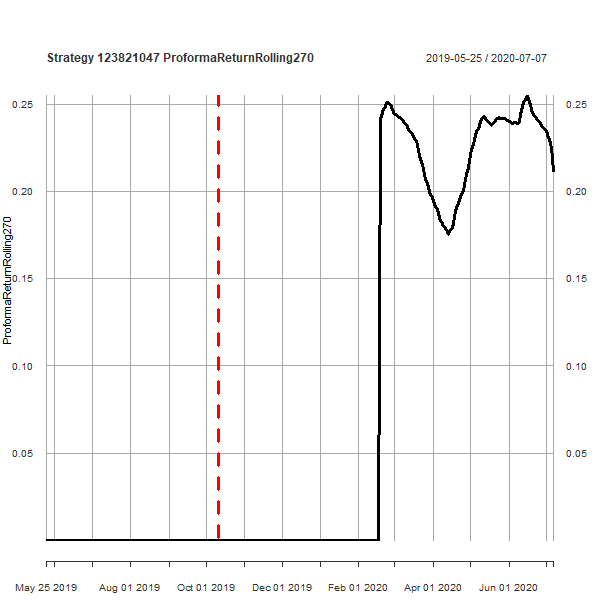 Strategy 123821047 ProformaReturnRolling270
2019-05-25 / 2020-07-07
ProformaReturnRolling270
0.25
0.20
0.15
0.10
0.05
0.25
0.20
0.15
0.10
0.05
May 25 2019
Aug 01 2019
Oct 01 2019
Dec 01 2019
Feb 01 2020
Apr 01 2020
Jun 01 2020